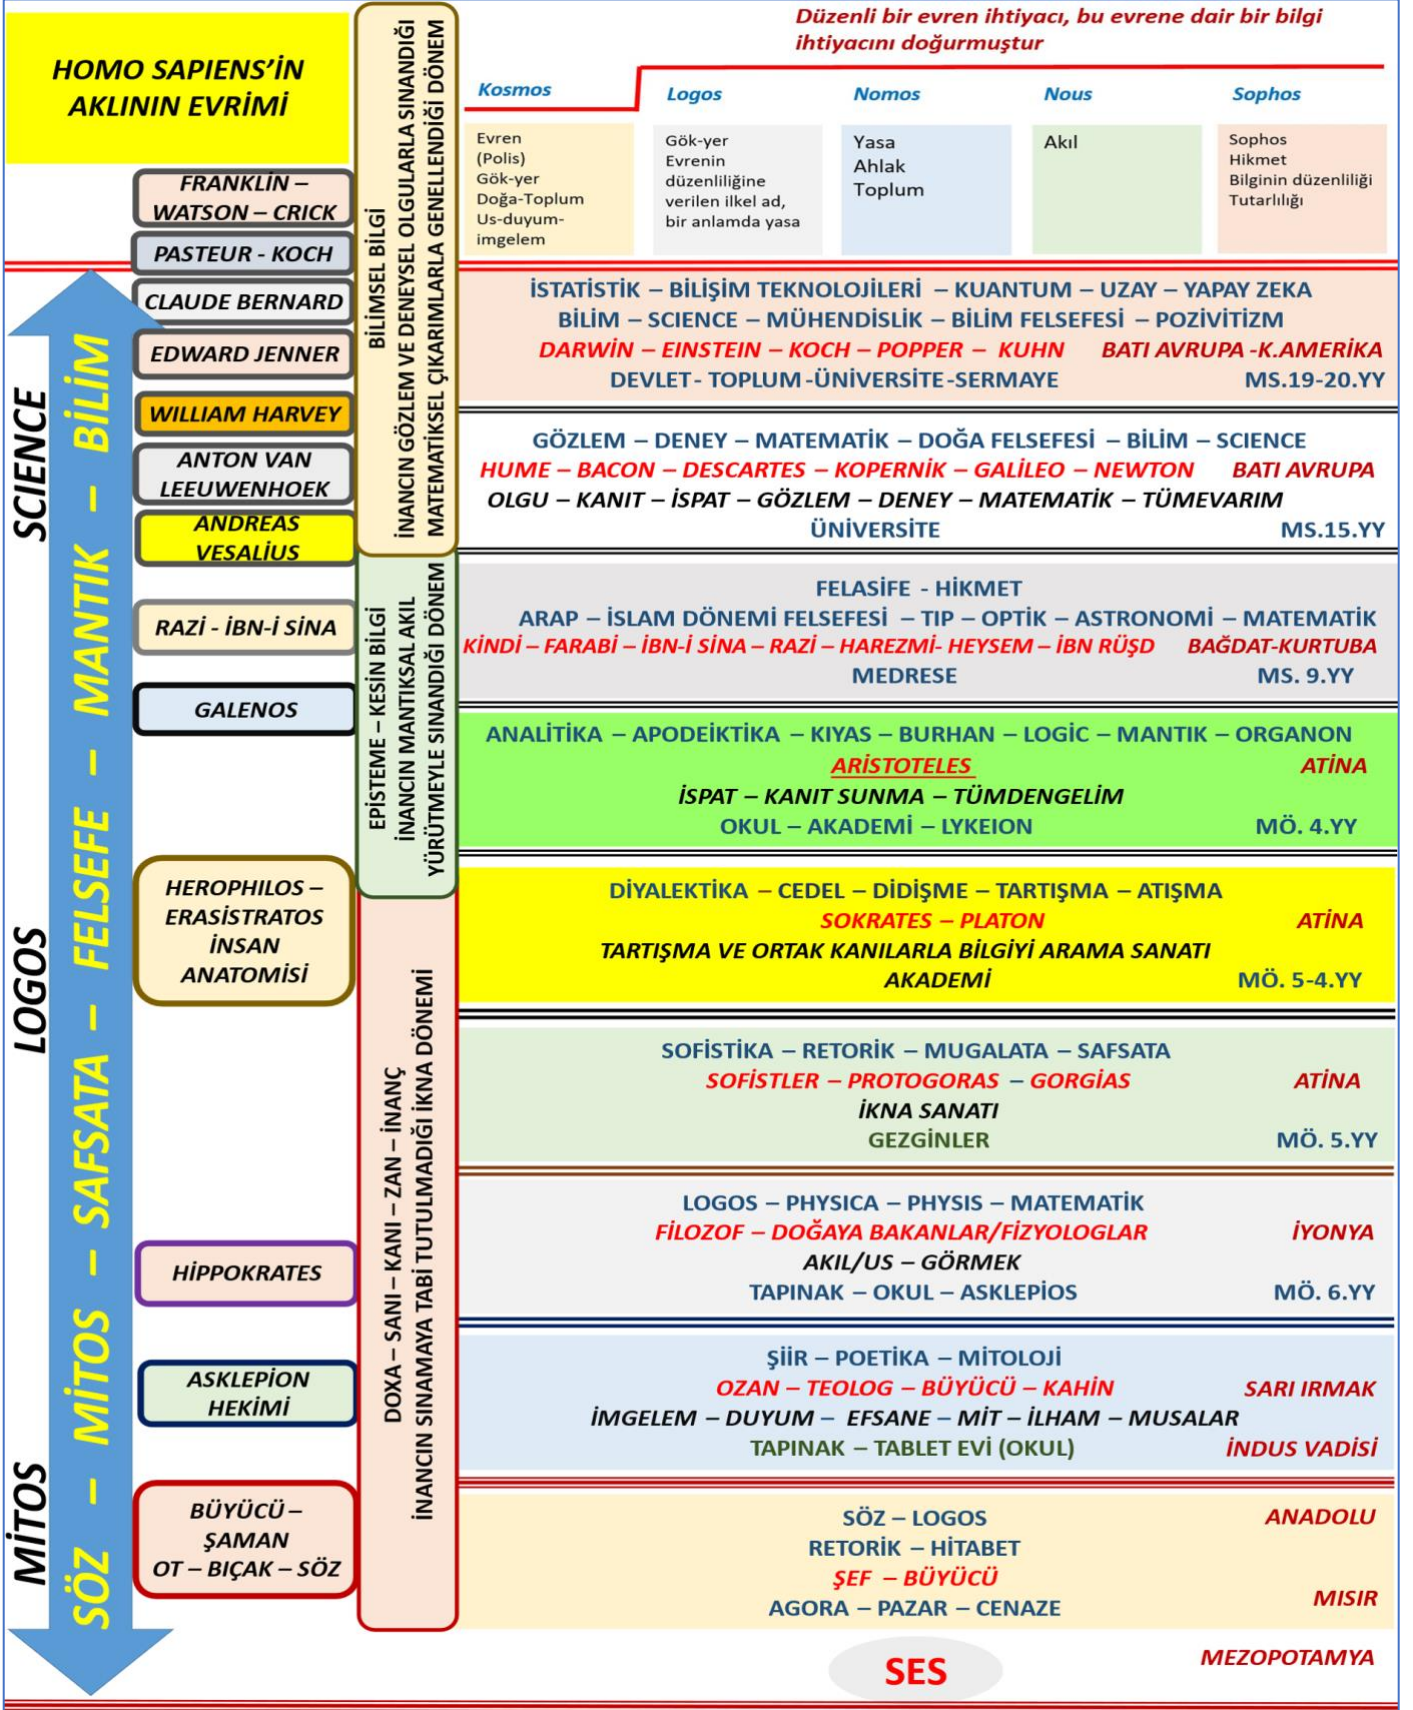 HOMO SAPIENS’İN
AKLININ EVRİMİ
Düzenli bir evren ihtiyacı, bu evrene dair bir bilgi
ihtiyacını doğurmuştur
Kosmos
Logos
Nomos
Nous
Sophos
Evren
(Polis)
Gök-yer
Doğa-Toplum
Us-duyum-
imgelem
Gök-yer
Evrenin
düzenliliğine
verilen ilkel ad,
bir anlamda yasa
Yasa
Ahlak
Toplum
Akıl
Sophos
Hikmet
Bilginin düzenliliği
Tutarlılığı
SCIENCE
LOGOS
MİTOS
SÖZ – MİTOS – SAFSATA – FELSEFE – MANTIK – BİLİM
FRANKLİN –
WATSON – CRICK
PASTEUR - KOCH
CLAUDE BERNARD
EDWARD JENNER
WILLIAM HARVEY
ANTON VAN
LEEUWENHOEK
ANDREAS
VESALİUS
RAZİ - İBN-İ SİNA
GALENOS
HEROPHILOS –
ERASİSTRATOS
İNSAN
ANATOMİSİ
HİPPOKRATES
ASKLEPİON
HEKİMİ
BÜYÜCÜ –
ŞAMAN
OT – BIÇAK – SÖZ
BİLİMSEL BİLGİ
İNANCIN GÖZLEM VE DENEYSEL OLGULARLA SINANDIĞI
MATEMATİKSEL ÇIKARIMLARLA GENELLENDİĞİ DÖNEM
EPİSTEME – KESİN BİLGİ
İNANCIN MANTIKSAL AKIL
YÜRÜTMEYLE SINANDIĞI DÖNEM
DOXA – SANI – KANI – ZAN – İNANÇ
İNANCIN SINAMAYA TABİ TUTULMADIĞI İKNA DÖNEMİ
İSTATİSTİK – BİLİŞİM TEKNOLOJİLERİ – KUANTUM – UZAY – YAPAY ZEKA
BİLİM – SCIENCE – MÜHENDİSLİK – BİLİM FELSEFESİ – POZİVİTİZM
DARWİN – EINSTEIN – KOCH – POPPER – KUHN BATI AVRUPA -K.AMERİKA
DEVLET- TOPLUM -ÜNİVERSİTE-SERMAYE MS.19-20.YY
GÖZLEM – DENEY – MATEMATİK – DOĞA FELSEFESİ – BİLİM – SCIENCE
HUME – BACON – DESCARTES – KOPERNİK – GALİLEO – NEWTON BATI AVRUPA
OLGU – KANIT – İSPAT – GÖZLEM – DENEY – MATEMATİK – TÜMEVARIM
ÜNİVERSİTE MS.15.YY
FELASİFE - HİKMET
ARAP – İSLAM DÖNEMİ FELSEFESİ – TIP – OPTİK – ASTRONOMİ – MATEMATİK
KİNDİ – FARABİ – İBN-İ SİNA – RAZİ – HAREZMİ- HEYSEM – İBN RÜŞD BAĞDAT-KURTUBA
MEDRESE MS. 9.YY
ANALİTİKA – APODEİKTİKA – KIYAS – BURHAN – LOGİC – MANTIK – ORGANON
ARİSTOTELES ATİNA
İSPAT – KANIT SUNMA – TÜMDENGELİM
OKUL – AKADEMİ – LYKEION MÖ. 4.YY
DİYALEKTİKA – CEDEL – DİDİŞME – TARTIŞMA – ATIŞMA
SOKRATES – PLATON ATİNA
TARTIŞMA VE ORTAK KANILARLA BİLGİYİ ARAMA SANATI
AKADEMİ MÖ. 5-4.YY
SOFİSTİKA – RETORİK – MUGALATA – SAFSATA
SOFİSTLER – PROTOGORAS – GORGİAS ATİNA
İKNA SANATI
GEZGİNLER MÖ. 5.YY
LOGOS – PHYSICA – PHYSIS – MATEMATİK
FİLOZOF – DOĞAYA BAKANLAR/FİZYOLOGLAR İYONYA
AKIL/US – GÖRMEK
TAPINAK – OKUL – ASKLEPİOS MÖ. 6.YY
ŞİİR – POETİKA – MİTOLOJİ
OZAN – TEOLOG – BÜYÜCÜ – KAHİN SARI IRMAK
İMGELEM – DUYUM – EFSANE – MİT – İLHAM – MUSALAR
TAPINAK – TABLET EVİ (OKUL) İNDUS VADİSİ
SÖZ – LOGOS ANADOLU
RETORİK – HİTABET
ŞEF – BÜYÜCÜ
AGORA – PAZAR – CENAZE MISIR
SES
MEZOPOTAMYA